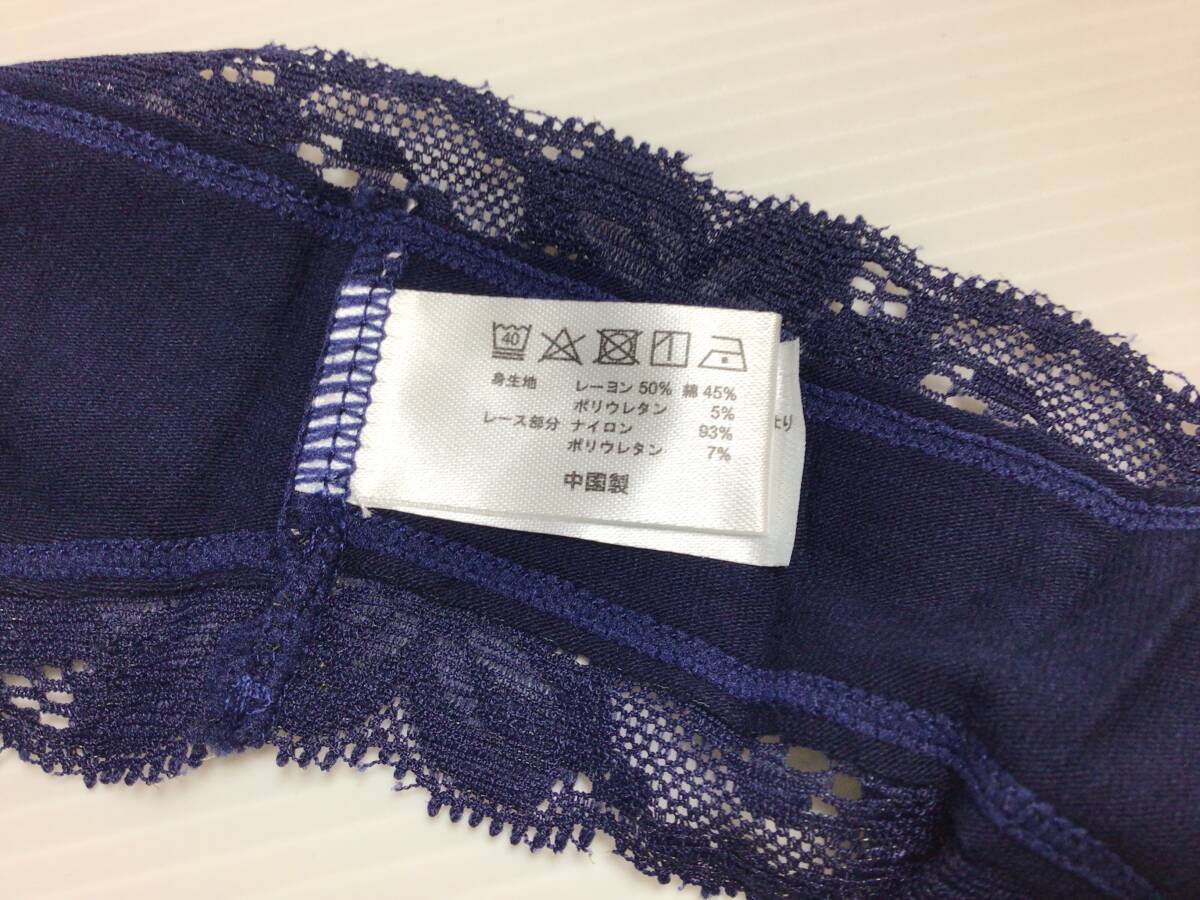 40
身生地 レーヨン 50% 綿 45%
ポリウレタン 5%
レース部分 ナイロン 93%
ポリウレタン 7%
中国製
より